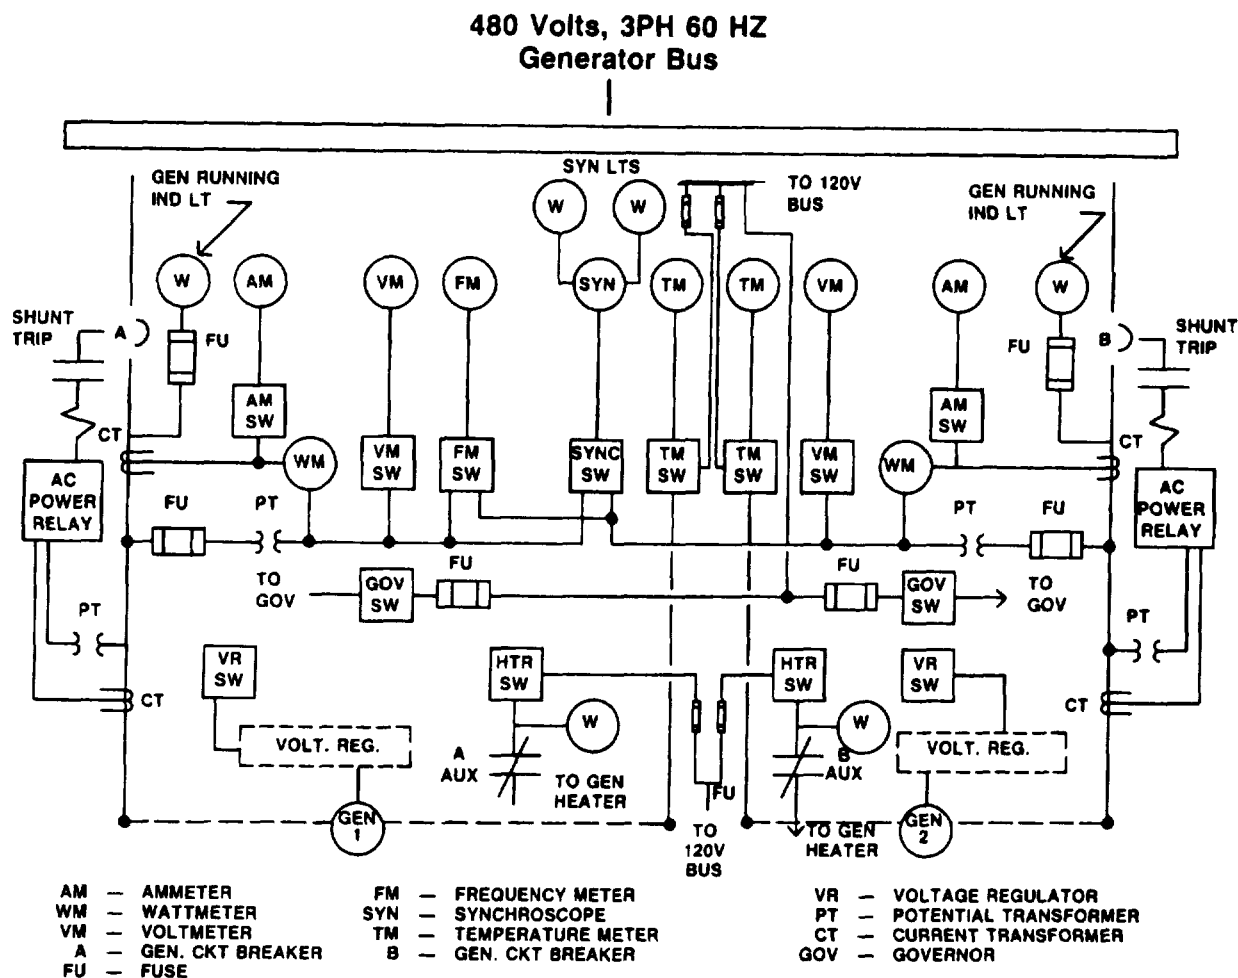 480 Volts, 3PH 60 HZ
Generator Bus
SYN LTS
GEN RUNNING
IND LT
W
W
TO 120V
BUS
GEN RUNNING
IND LT
W
AM
VM
FM
SYN
TM
TM
VM
AM
W
SHUNT
TRIP
A
FU
FU
B
SHUNT
TRIP
AM
SW
AM
SW
CT
WM
VM
SW
FM
SW
SYNC
SW
TM
SW
TM
SW
VM
SW
WM
CT
AC
POWER
RELAY
FU
PT
PT
FU
AC
POWER
RELAY
TO
GOV
GOV
SW
FU
FU
GOV
SW
TO
GOV
PT
PT
VR
SW
HTR
SW
HTR
SW
VR
SW
CT
W
W
CT
VOLT. REG.
A
AUX
TO GEN
HEATER
FU
B
AUX
VOLT. REG.
GEN
1
TO
120V
BUS
TO GEN
HEATER
GEN
2
AM — AMMETER
WM — WATTMETER
VM — VOLTMETER
A — GEN. CKT BREAKER
FU — FUSE
FM — FREQUENCY METER
SYN — SYNCHROSCOPE
TM — TEMPERATURE METER
B — GEN. CKT BREAKER
VR — VOLTAGE REGULATOR
PT — POTENTIAL TRANSFORMER
CT — CURRENT TRANSFORMER
GOV — GOVERNOR